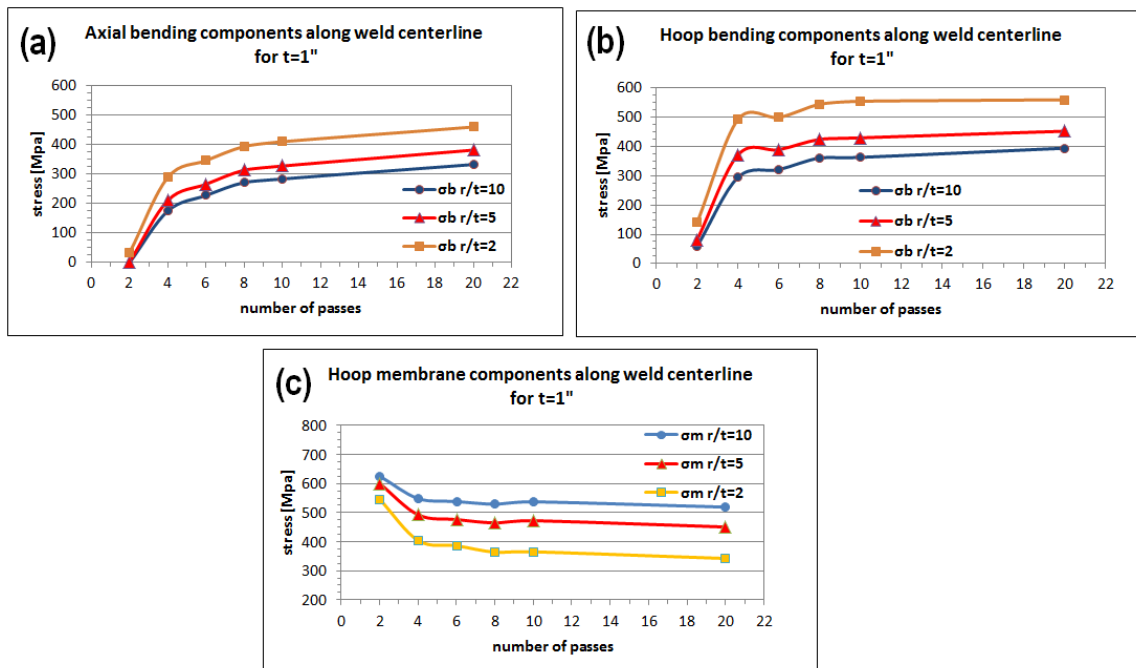 (a)
Axial bending components along weld centerline
for t=1"
600
500
400
300
200
100
0
stress [Mpa]
σb r/t=10
σb r/t=5
σb r/t=2
0 2 4 6 8 10 12 14 16 18 20 22
number of passes
(b)
Hoop bending components along weld centerline
for t=1"
600
500
400
300
200
100
0
stress [Mpa]
σb r/t=10
σb r/t=5
σb r/t=2
0 2 4 6 8 10 12 14 16 18 20 22
number of passes
(c)
Hoop membrane components along weld centerline
for t=1"
800
700
600
500
400
300
200
stress [Mpa]
σm r/t=10
σm r/t=5
σm r/t=2
0 2 4 6 8 10 12 14 16 18 20 22
number of passes